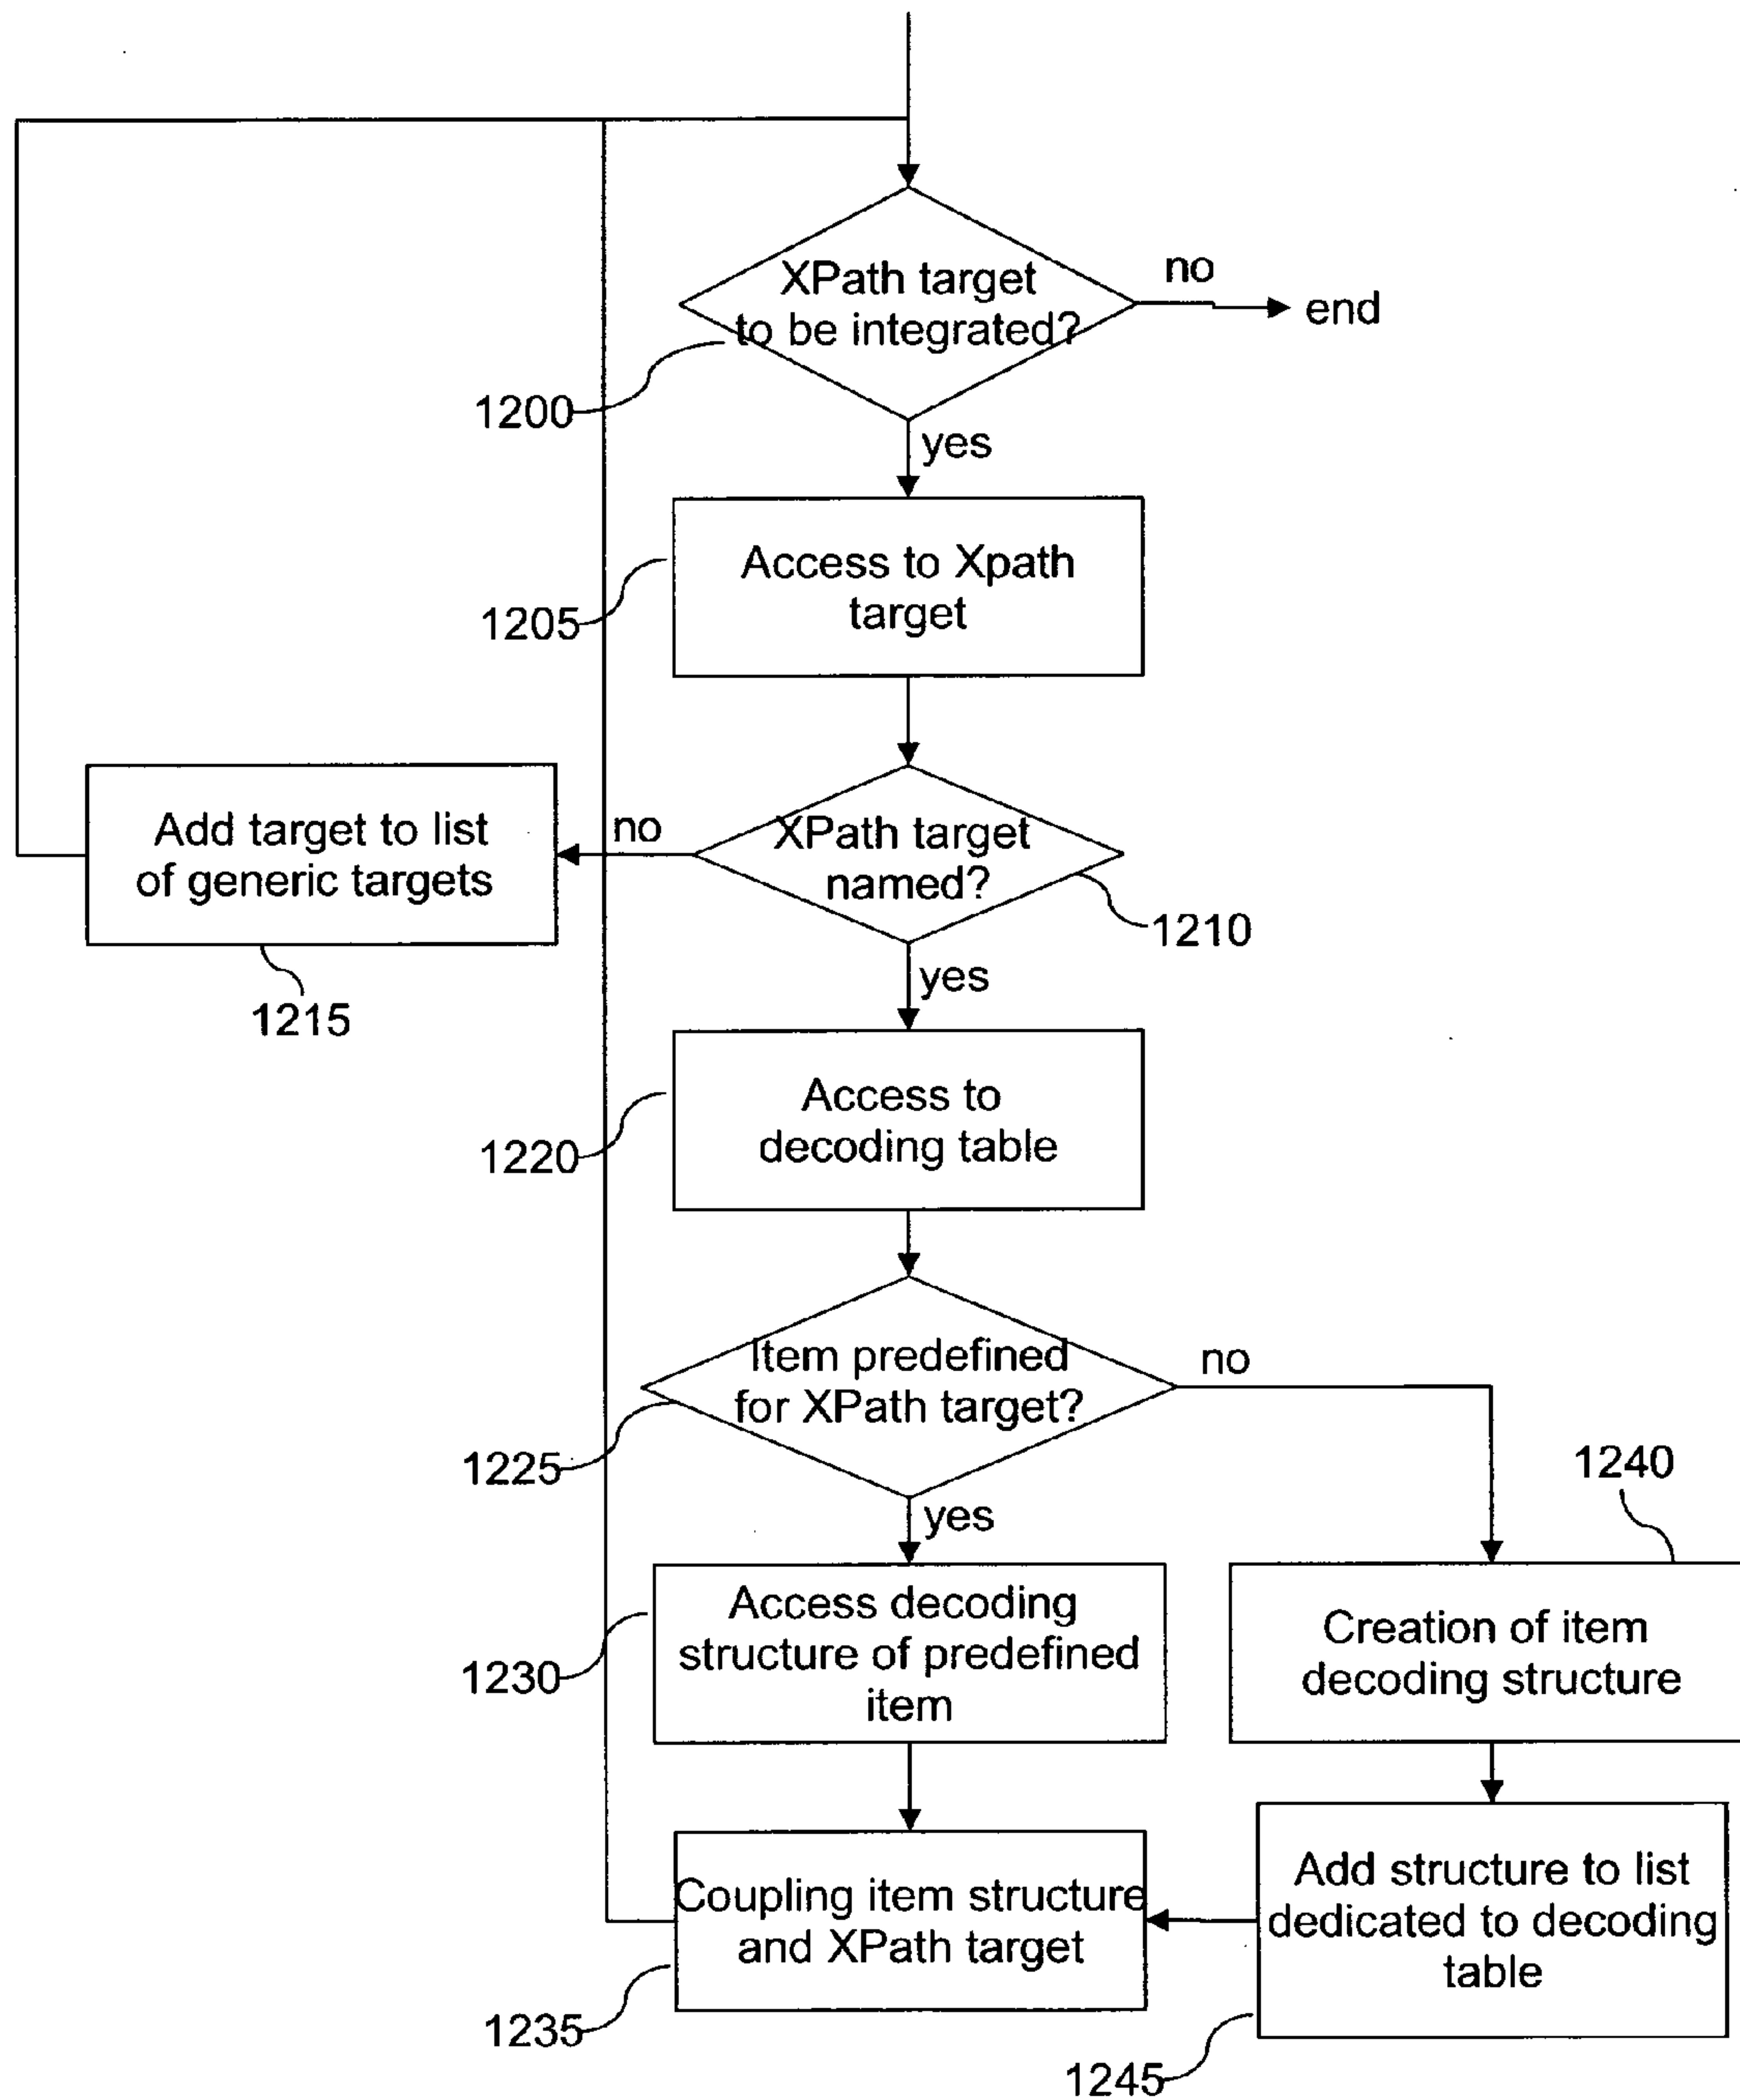 XPath target
to be integrated?
no
end
1200
yes
Access to Xpath
target
1205
Add target to list
of generic targets
no
XPath target
named?
1210
1215
yes
Access to
decoding table
1220
Item predefined
for XPath target?
no
1225
1240
yes
Access decoding
structure of predefined
item
1230
Creation of item
decoding structure
Coupling item structure
and XPath target
Add structure to list
dedicated to decoding
table
1235
1245